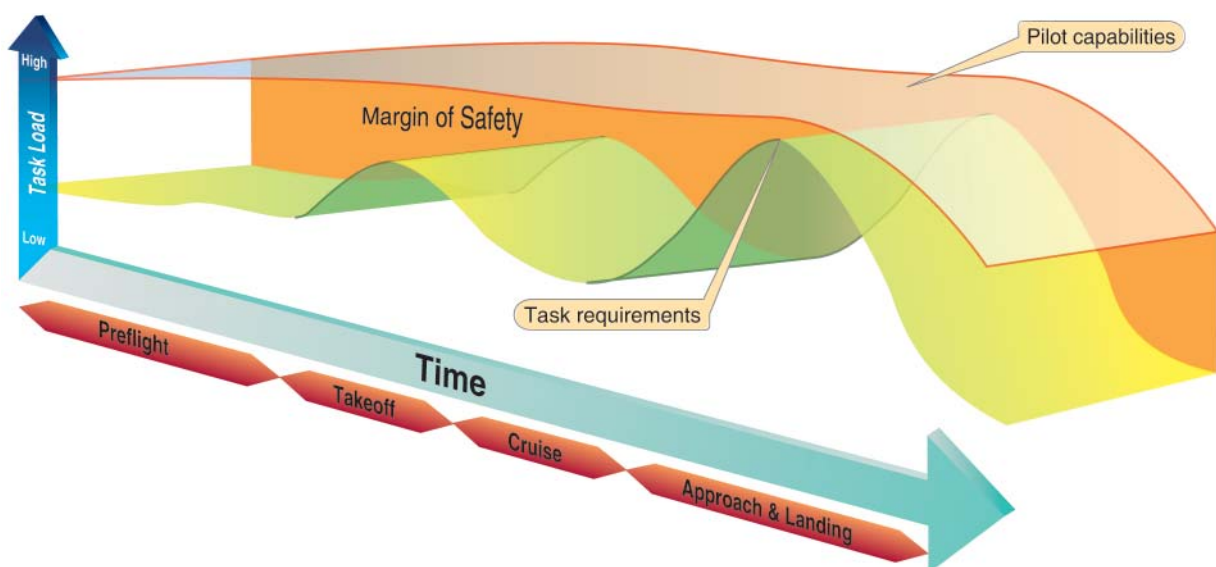 High
Task Load
Low
Pilot capabilities
Margin of Safety
Task requirements
Time
Preflight
Takeoff
Cruise
Approach & Landing